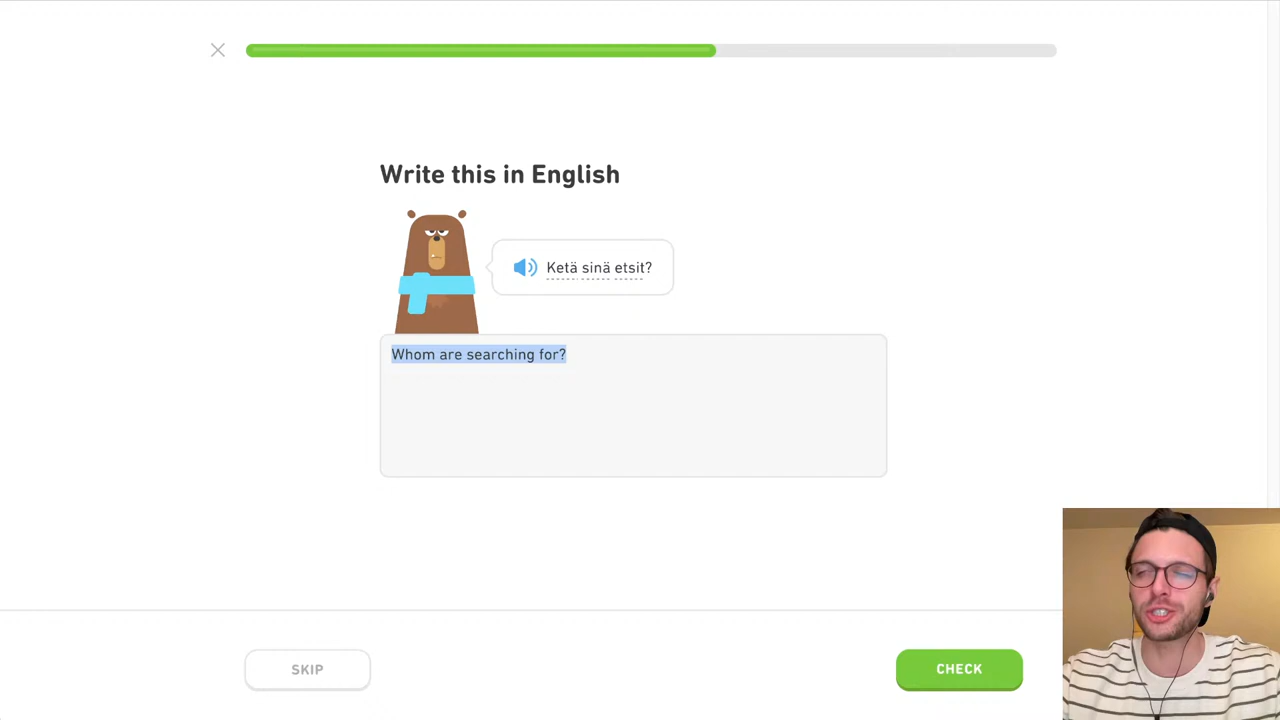 Write this in English
Ketä sinä etsit?
Whom are searching for?
SKIP
CHECK